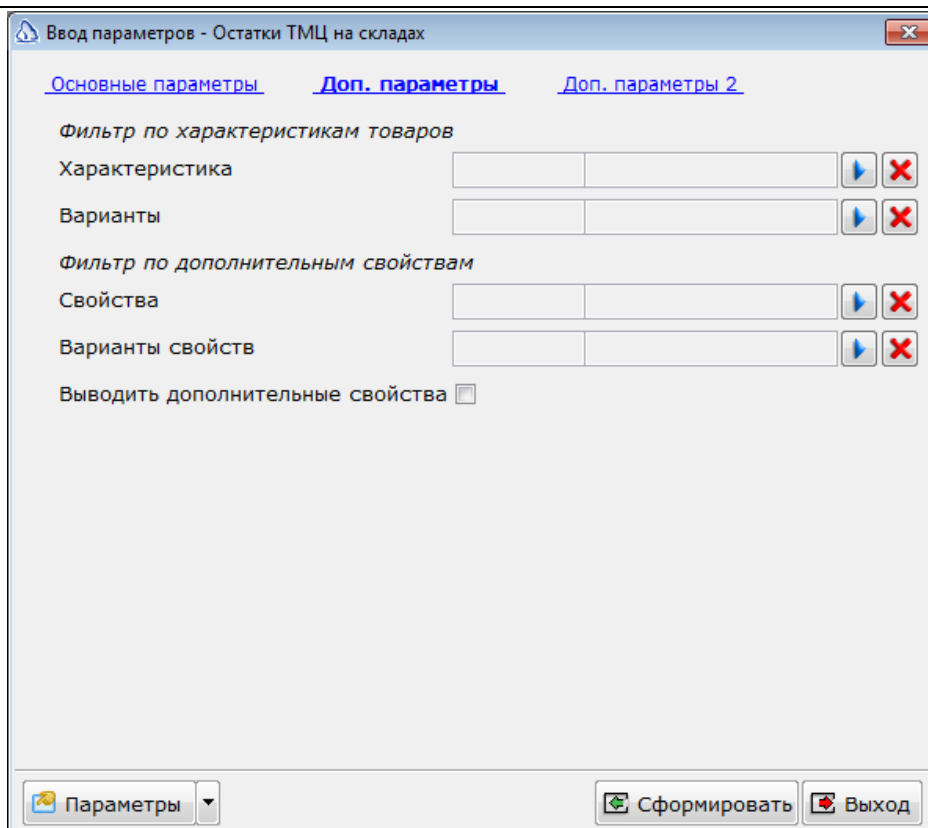 Ввод параметров - Остатки ТМЦ на складах
Основные параметры Доп. параметры Доп. параметры 2
Фильтр по характеристикам товаров
Характеристика
Варианты
Фильтр по дополнительным свойствам
Свойства
Варианты свойств
Выводить дополнительные свойства
Параметры Сформировать Выход